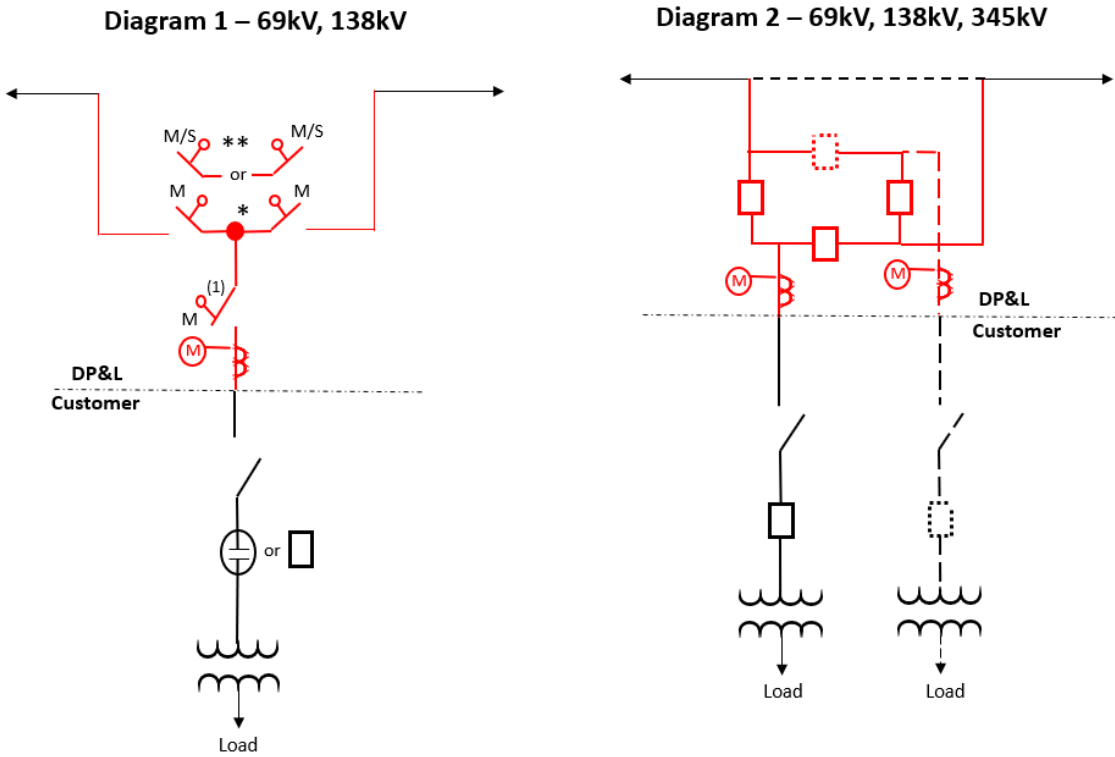 Diagram 1 – 69kV, 138kV
M/S ** M/S
or
M * M
(1)
M
M
DP&L
Customer
or
Load
Diagram 2 – 69kV, 138kV, 345kV
M M
DP&L
Customer
Load Load